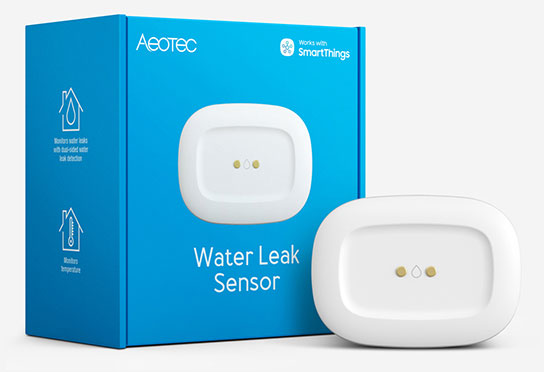 AEOTEC
Works with
SmartThings
Monitors water leaks
with dual-sided water
leak detection
Monitors
Temperature
Water Leak
Sensor